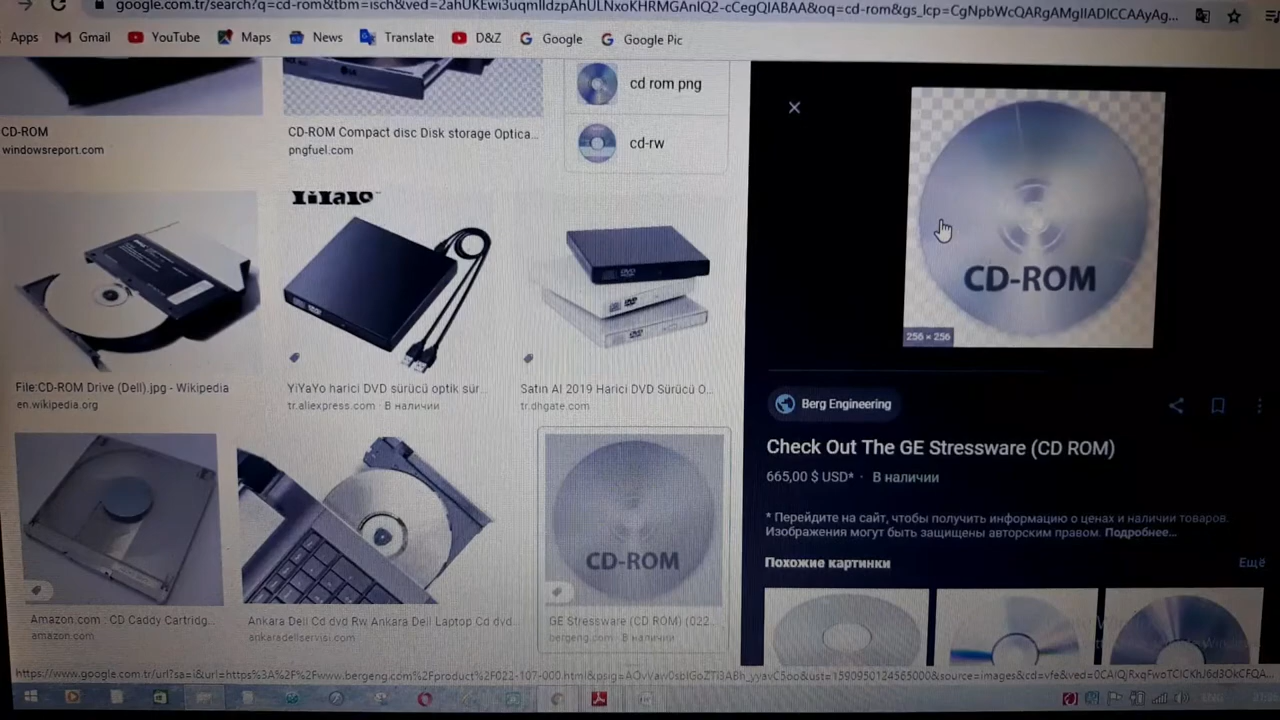 google.com.tr/search?q=cd-rom&tbm=isch&ved=
Apps Gmail YouTube Maps News Translate D&Z Google Google Pic
CD-ROM
windowsreport.com
CD-ROM Compact disc Disk storage Optica...
pngfuel.com
cd rom png
cd-rw
File:CD-ROM Drive (Dell).jpg - Wikipedia
en.wikipedia.org
YiYaYo harici DVD sürücü optik sür...
tr.aliexpress.com · В наличии
DVD
DVD
DVD
Satın Al 2019 Harici DVD Sürücü O...
tr.dhgate.com
Amazon.com : CD Caddy Cartridg...
amazon.com
Ankara Dell Cd dvd Rw Ankara Dell Laptop Cd dvd...
ankaradellservisi.com
CD-ROM
GE Stressware (CD ROM) (022...
bergeng.com · В наличии
CD-ROM
256 × 256
Berg Engineering
Check Out The GE Stressware (CD ROM)
665,00 $ USD* · В наличии
* Перейдите на сайт, чтобы получить информацию о ценах и наличии товаров.
Изображения могут быть защищены авторским правом. Подробнее...
Похожие картинки
Ещё